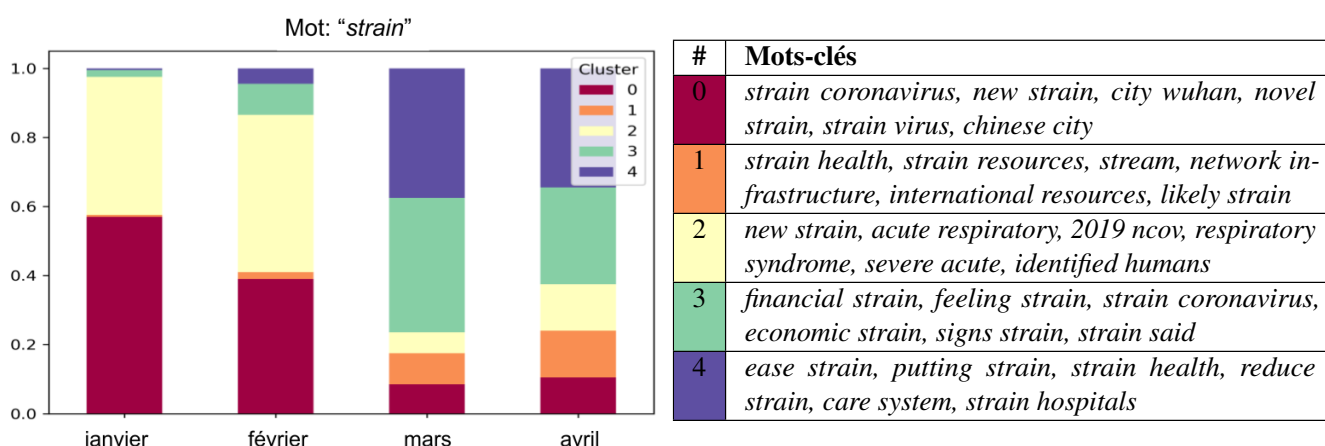 Mot: “strain”
1.0
0.8
0.6
0.4
0.2
0.0
Cluster
0
1
2
3
4
janvier
février
mars
avril
# Mots-clés
0 strain coronavirus, new strain, city wuhan, novel
strain, strain virus, chinese city
1 strain health, strain resources, stream, network in-
frastructure, international resources, likely strain
2 new strain, acute respiratory, 2019 ncov, respiratory
syndrome, severe acute, identified humans
3 financial strain, feeling strain, strain coronavirus,
economic strain, signs strain, strain said
4 ease strain, putting strain, strain health, reduce
strain, care system, strain hospitals